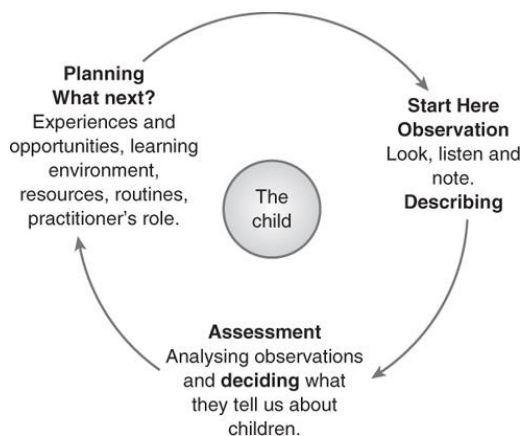 Planning
What next?
Experiences and
opportunities, learning
environment,
resources, routines,
practitioner's role.
Start Here
Observation
Look, listen and
note.
Describing
The
child
Assessment
Analysing observations
and deciding what
they tell us about
children.